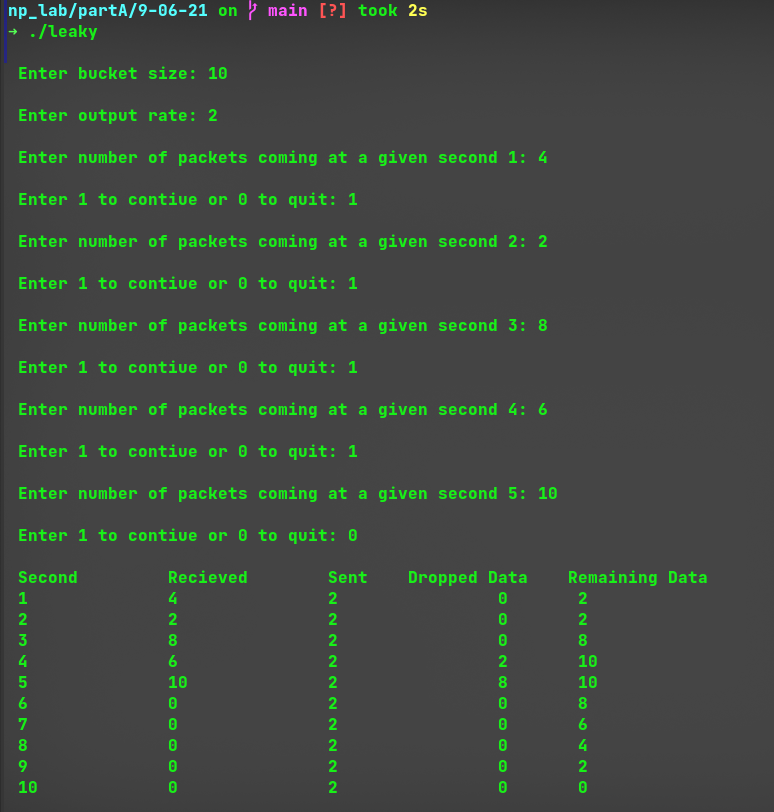 np_lab/partA/9-06-21 on ᚶ main [?] took 2s
→ ./leaky
Enter bucket size: 10
Enter output rate: 2
Enter number of packets coming at a given second 1: 4
Enter 1 to contiue or 0 to quit: 1
Enter number of packets coming at a given second 2: 2
Enter 1 to contiue or 0 to quit: 1
Enter number of packets coming at a given second 3: 8
Enter 1 to contiue or 0 to quit: 1
Enter number of packets coming at a given second 4: 6
Enter 1 to contiue or 0 to quit: 1
Enter number of packets coming at a given second 5: 10
Enter 1 to contiue or 0 to quit: 0
Second Recieved Sent Dropped Data Remaining Data
1 4 2 0 2
2 2 2 0 2
3 8 2 0 8
4 6 2 2 10
5 10 2 8 10
6 0 2 0 8
7 0 2 0 6
8 0 2 0 4
9 0 2 0 2
10 0 2 0 0